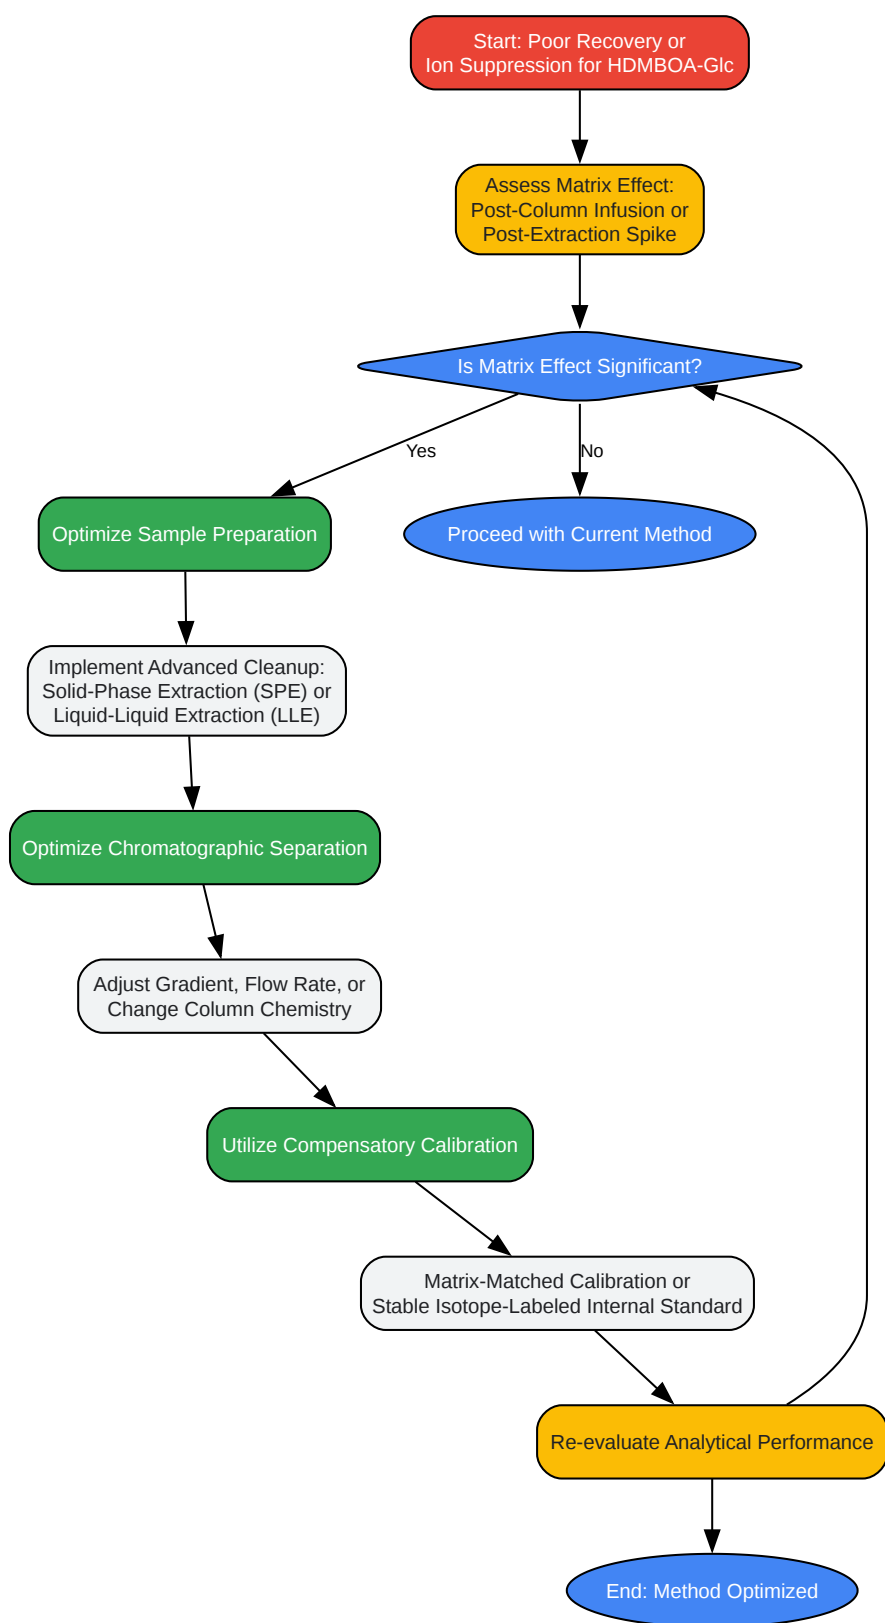 Start: Poor Recovery or
Ion Suppression for HDMBOA-Glc
Assess Matrix Effect:
Post-Column Infusion or
Post-Extraction Spike
Is Matrix Effect Significant?
Yes
No
Optimize Sample Preparation
Proceed with Current Method
Implement Advanced Cleanup:
Solid-Phase Extraction (SPE) or
Liquid-Liquid Extraction (LLE)
Optimize Chromatographic Separation
Adjust Gradient, Flow Rate, or
Change Column Chemistry
Utilize Compensatory Calibration
Matrix-Matched Calibration or
Stable Isotope-Labeled Internal Standard
Re-evaluate Analytical Performance
End: Method Optimized